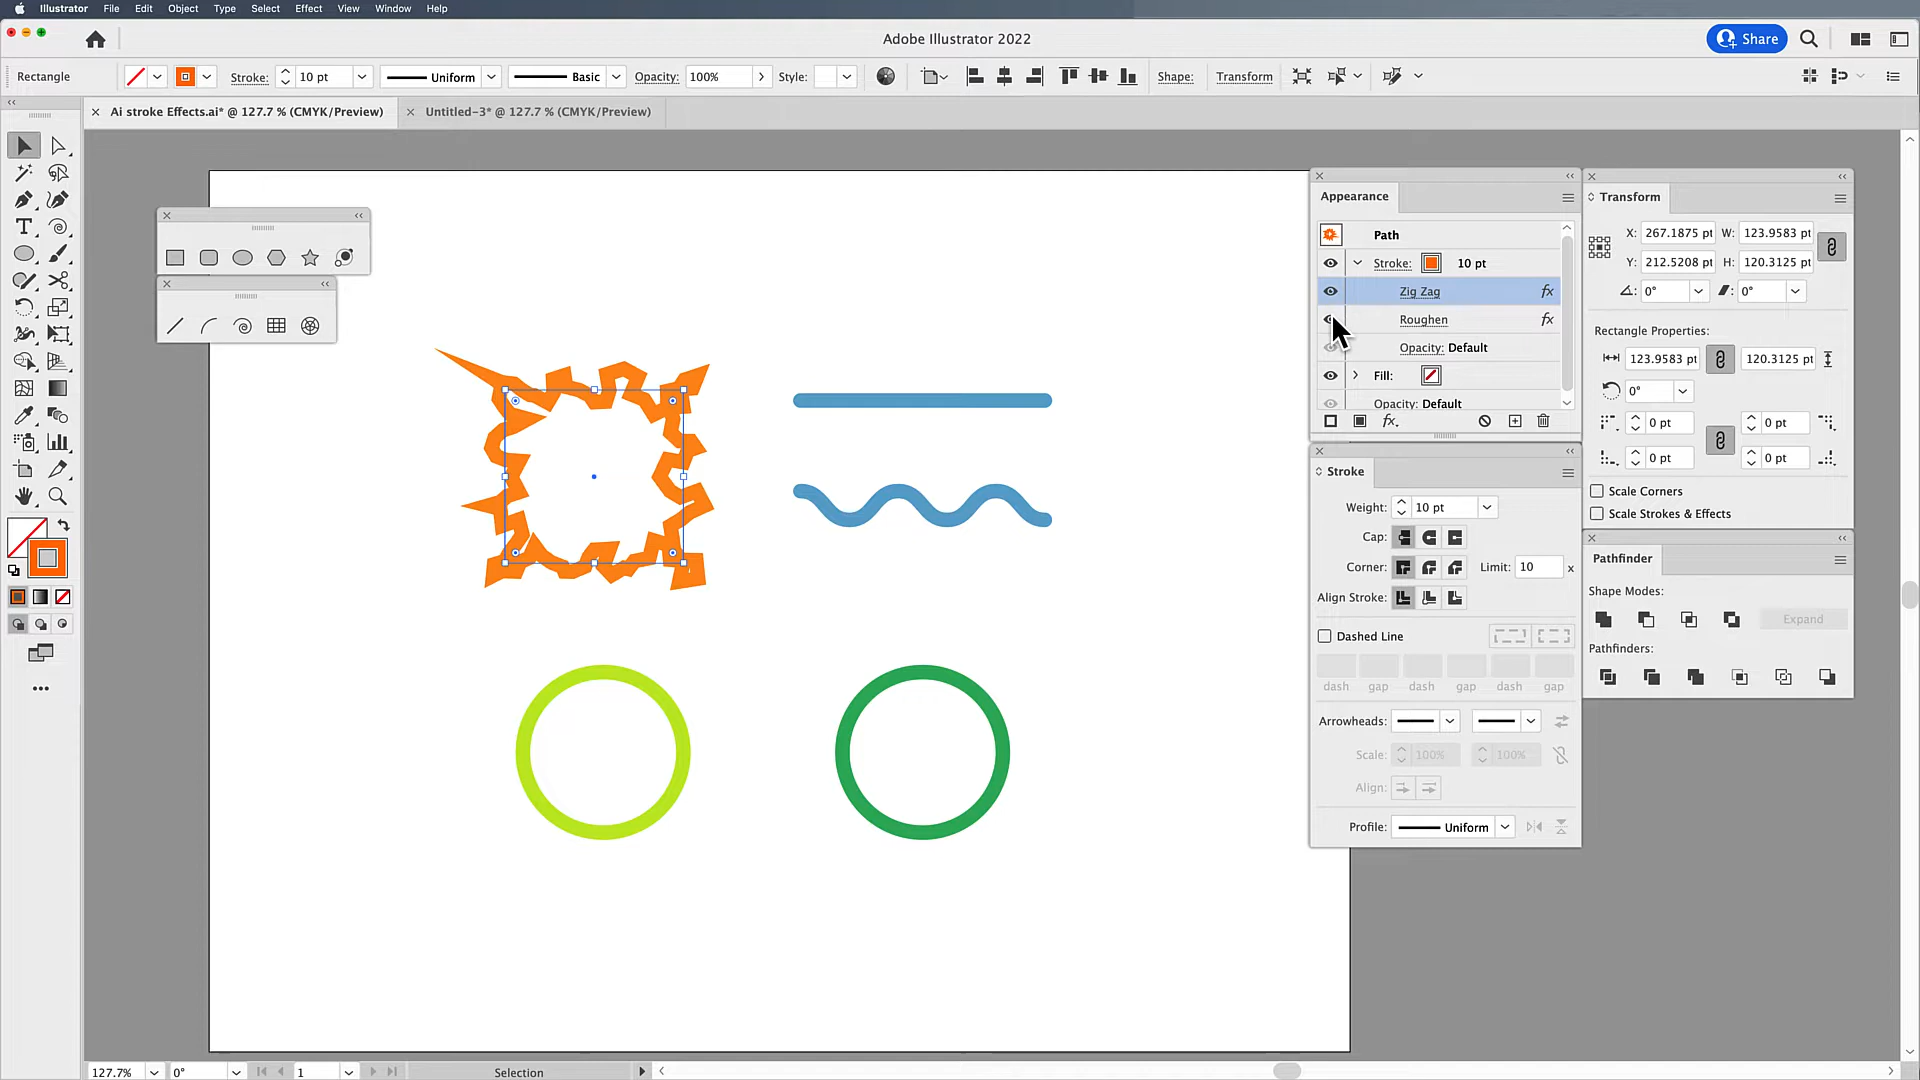 Illustrator File Edit Object Type Select Effect View Window Help
Adobe Illustrator 2022
Share
Rectangle Stroke: 10 pt Uniform Basic Opacity: 100% Style: Shape: Transform
Ai stroke Effects.ai* @ 127.7 % (CMYK/Preview) Untitled-3* @ 127.7 % (CMYK/Preview)
Appearance
Path
Stroke: 10 pt
Zig Zag fx
Roughen fx
Opacity: Default
Fill:
Opacity: Default
fx.
Stroke
Weight: 10 pt
Cap:
Corner: Limit: 10 x
Align Stroke:
Dashed Line
dash gap dash gap dash gap
Arrowheads:
Scale: 100% 100%
Align:
Profile: Uniform
Transform
X: 267.1875 pt W: 123.9583 pt
Y: 212.5208 pt H: 120.3125 pt
0° 0°
Rectangle Properties:
123.9583 pt 120.3125 pt
0°
0 pt 0 pt
0 pt 0 pt
Scale Corners
Scale Strokes & Effects
Pathfinder
Shape Modes:
Expand
Pathfinders:
127.7% 0° 1 Selection